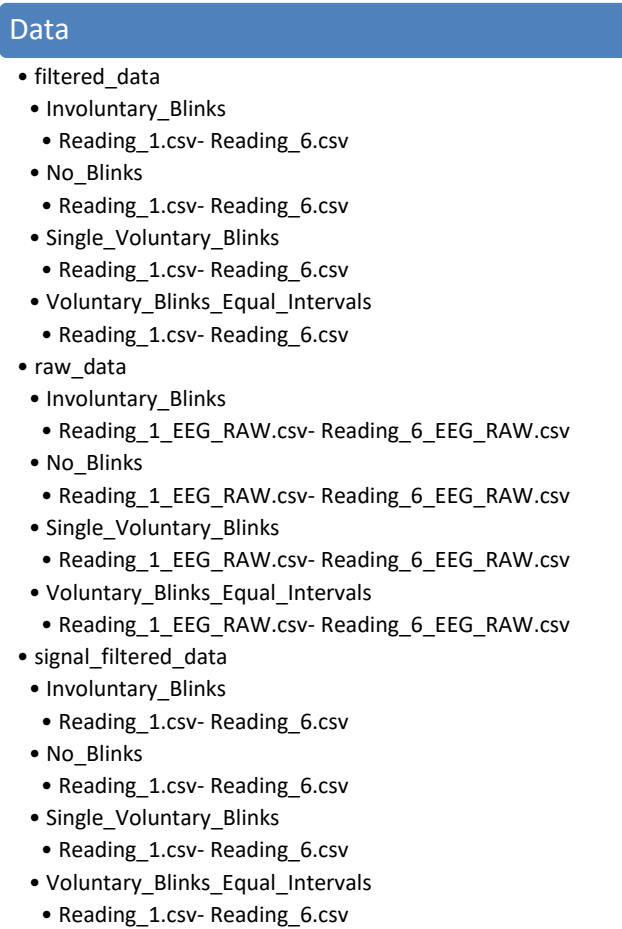 Data
• filtered_data
• Involuntary_Blinks
• Reading_1.csv- Reading_6.csv
• No_Blinks
• Reading_1.csv- Reading_6.csv
• Single_Voluntary_Blinks
• Reading_1.csv- Reading_6.csv
• Voluntary_Blinks_Equal_Intervals
• Reading_1.csv- Reading_6.csv
• raw_data
• Involuntary_Blinks
• Reading_1_EEG_RAW.csv- Reading_6_EEG_RAW.csv
• No_Blinks
• Reading_1_EEG_RAW.csv- Reading_6_EEG_RAW.csv
• Single_Voluntary_Blinks
• Reading_1_EEG_RAW.csv- Reading_6_EEG_RAW.csv
• Voluntary_Blinks_Equal_Intervals
• Reading_1_EEG_RAW.csv- Reading_6_EEG_RAW.csv
• signal_filtered_data
• Involuntary_Blinks
• Reading_1.csv- Reading_6.csv
• No_Blinks
• Reading_1.csv- Reading_6.csv
• Single_Voluntary_Blinks
• Reading_1.csv- Reading_6.csv
• Voluntary_Blinks_Equal_Intervals
• Reading_1.csv- Reading_6.csv